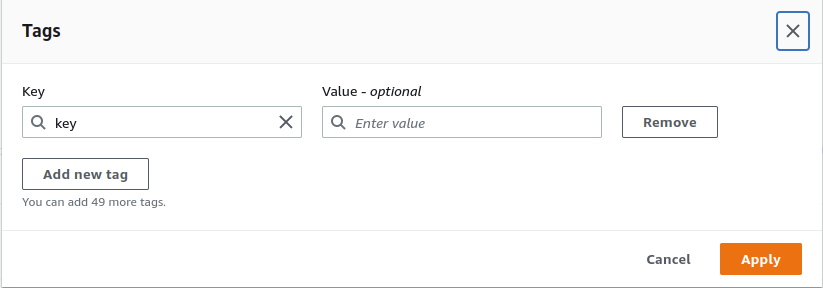 Tags
Key
Value - optional
key
Enter value
Remove
Add new tag
You can add 49 more tags.
Cancel
Apply